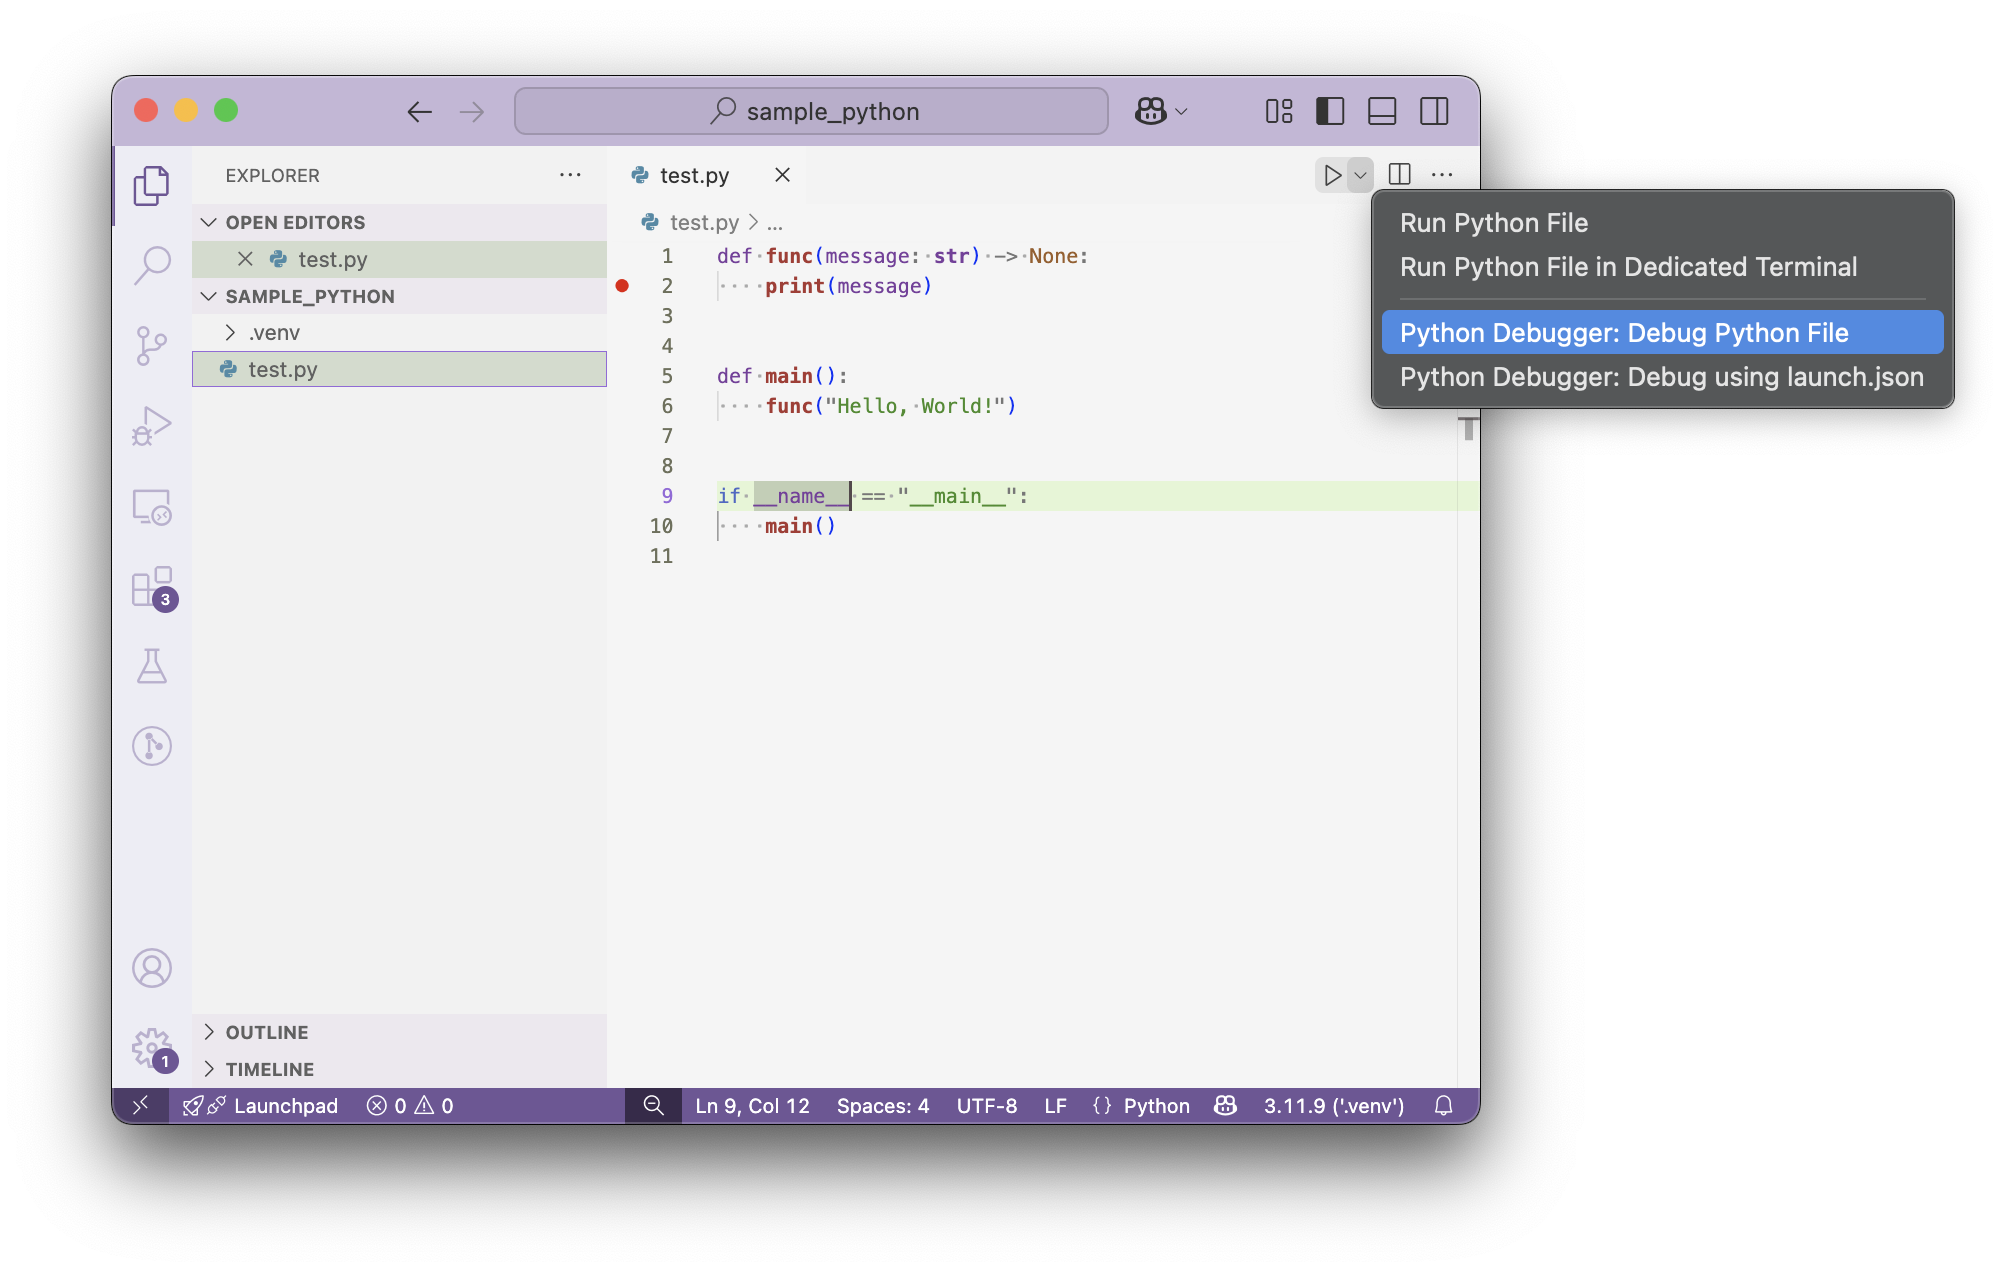 sample_python
EXPLORER
OPEN EDITORS
test.py
SAMPLE_PYTHON
.venv
test.py
OUTLINE
TIMELINE
test.py
test.py > ...
1 def func(message: str) -> None:
2     print(message)
3
4
5 def main():
6     func("Hello, World!")
7
8
9 if __name__ == "__main__":
10     main()
11
Run Python File
Run Python File in Dedicated Terminal
Python Debugger: Debug Python File
Python Debugger: Debug using launch.json
3
1
Launchpad 0 0 Ln 9, Col 12 Spaces: 4 UTF-8 LF {} Python 3.11.9 ('.venv')